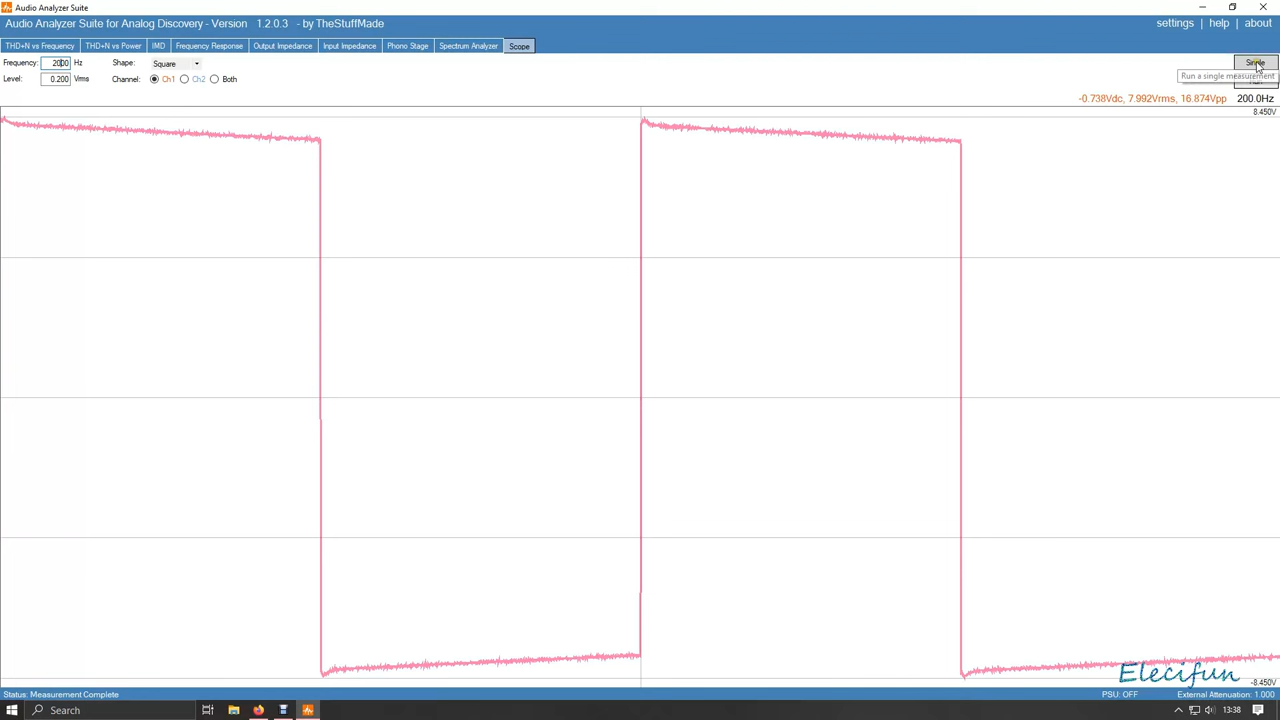 Audio Analyzer Suite
Audio Analyzer Suite for Analog Discovery - Version 1.2.0.3 - by TheStuffMade
settings | help | about
THD+N vs Frequency THD+N vs Power IMD Frequency Response Output Impedance Input Impedance Phono Stage Spectrum Analyzer Scope
Frequency: 2000 Hz Shape: Square Single
Level: 0.200 Vrms Channel: Ch1 Ch2 Both
Run a single measurement
-0.738Vdc, 7.992Vrms, 16.874Vpp 200.0Hz
8.450V
Elecifun
-8.450V
Status: Measurement Complete PSU: OFF External Attenuation: 1.000
Search 13:38